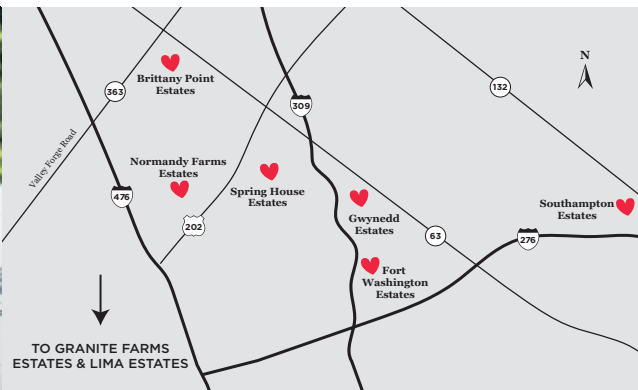 Brittany Point
Estates
N
363
309
132
Valley Forge Road
Normandy Farms
Estates
Spring House
Estates
476
202
Gwynedd
Estates
Southampton
Estates
63
276
Fort
Washington
Estates
TO GRANITE FARMS
ESTATES & LIMA ESTATES